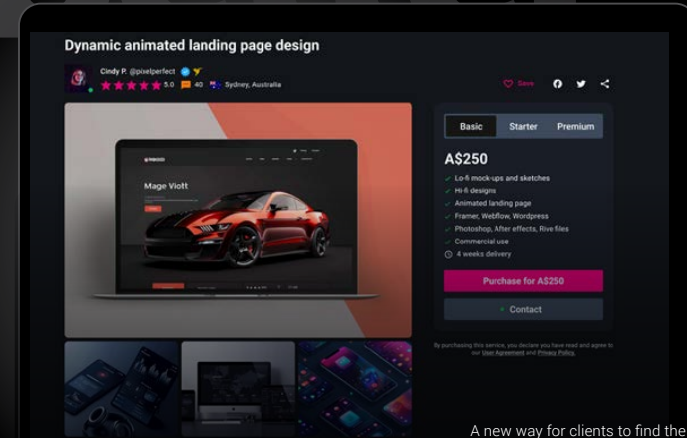 Dynamic animated landing page design
Cindy P. @pixelperfect
5.0 40 Sydney, Australia
Save
Mage Viott
Basic Starter Premium
A$250
Lo-fi mock-ups and sketches
Hi-fi designs
Animated landing page
Framer, Webflow, Wordpress
Photoshop, After effects, Rive files
Commercial use
4 weeks delivery
Purchase for A$250
Contact
By purchasing this service, you declare you have read and agree to
our User Agreement and Privacy Policy.
A new way for clients to find the